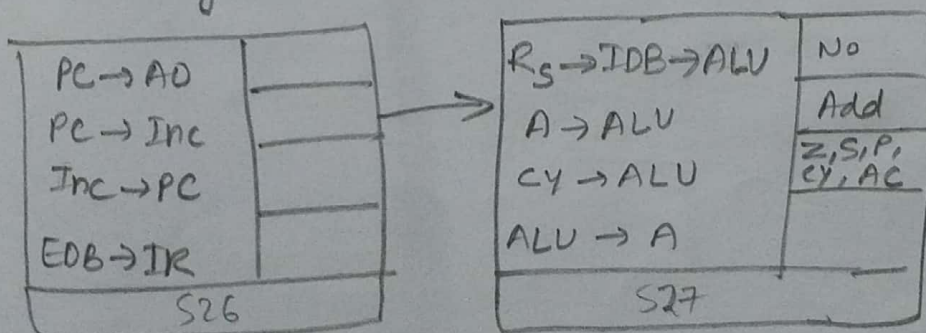 PC → AO
PC → Inc
Inc → PC
EDB → IR
S26
RS → IDB → ALU
A → ALU
CY → ALU
ALU → A
No
Add
Z, S, P,
CY, AC
S27